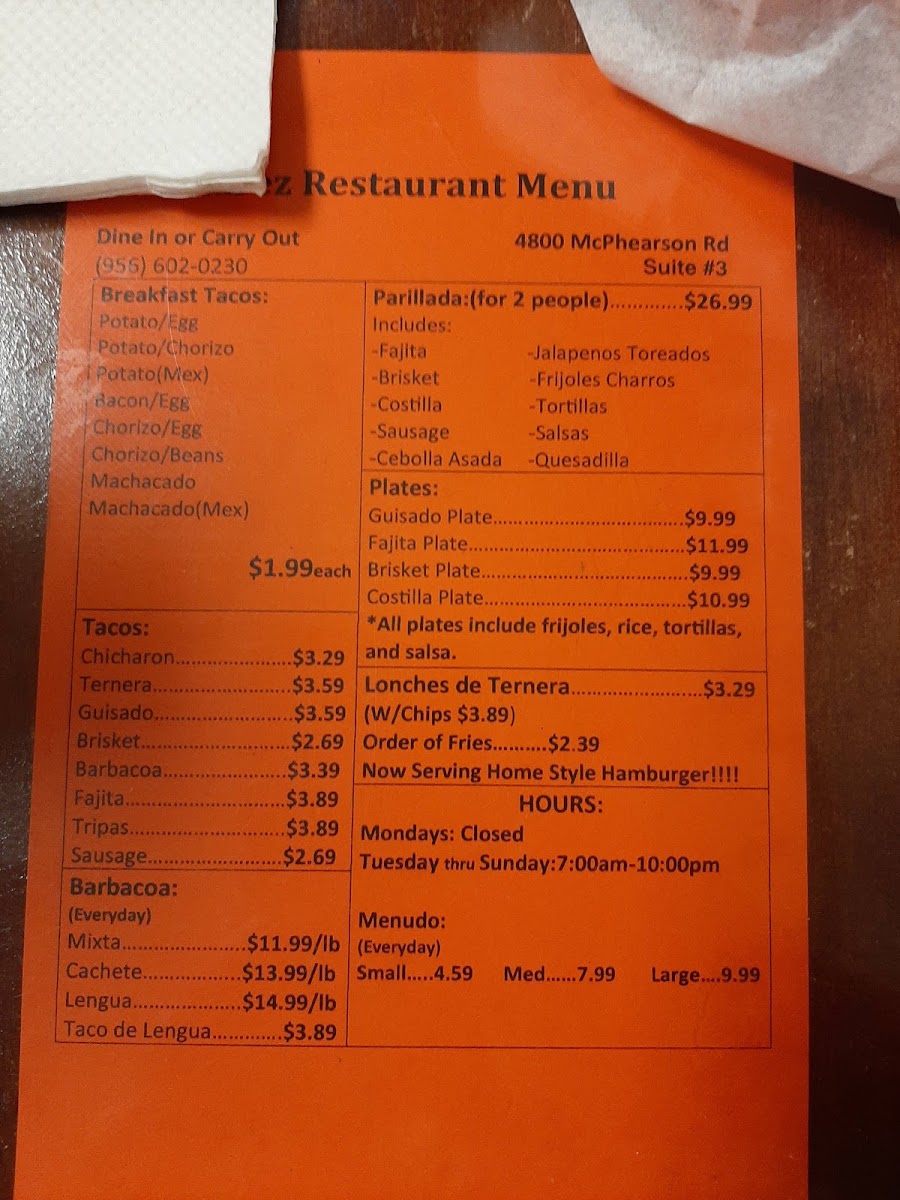 Restaurant Menu
Dine In or Carry Out
(956) 602-0230
4800 McPhearson Rd
Suite #3
Breakfast Tacos:
Potato/Egg
Potato/Chorizo
Potato(Mex)
Bacon/Egg
Chorizo/Egg
Chorizo/Beans
Machacado
Machacado(Mex)
$1.99each
Tacos:
Chicharon.......................$3.29
Ternera............................$3.59
Guisado............................$3.59
Brisket..............................$2.69
Barbacoa.........................$3.39
Fajita................................$3.89
Tripas...............................$3.89
Sausage...........................$2.69
Barbacoa:
(Everyday)
Mixta.......................$11.99/lb
Cachete....................$13.99/lb
Lengua....................$14.99/lb
Taco de Lengua.............$3.89
Parillada:(for 2 people)............$26.99
Includes:
-Fajita -Jalapenos Toreados
-Brisket -Frijoles Charros
-Costilla -Tortillas
-Sausage -Salsas
-Cebolla Asada -Quesadilla
Plates:
Guisado Plate....................................$9.99
Fajita Plate.........................................$11.99
Brisket Plate.......................................$9.99
Costilla Plate......................................$10.99
*All plates include frijoles, rice, tortillas,
and salsa.
Lonches de Ternera.......................$3.29
(W/Chips $3.89)
Order of Fries..........$2.39
Now Serving Home Style Hamburger!!!!
HOURS:
Mondays: Closed
Tuesday thru Sunday:7:00am-10:00pm
Menudo:
(Everyday)
Small.....4.59 Med......7.99 Large....9.99